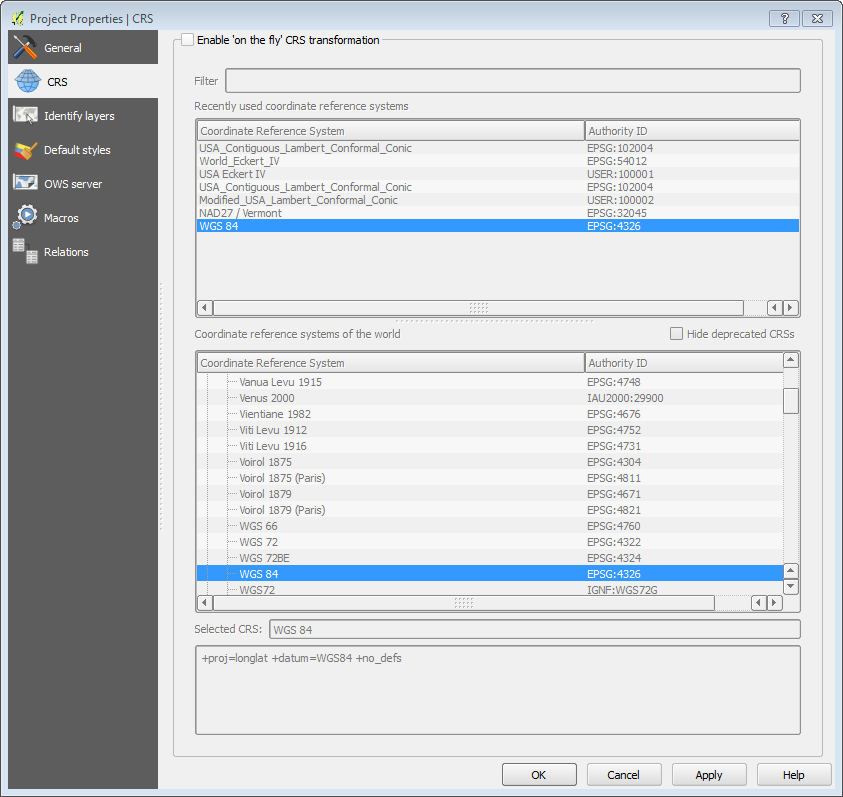 Project Properties | CRS
?
General
CRS
Identify layers
Default styles
OWS server
Macros
Relations
Enable 'on the fly' CRS transformation
Filter
Recently used coordinate reference systems
Coordinate Reference System Authority ID
USA_Contiguous_Lambert_Conformal_Conic EPSG:102004
World_Eckert_IV EPSG:54012
USA Eckert IV USER:100001
USA_Contiguous_Lambert_Conformal_Conic EPSG:102004
Modified_USA_Lambert_Conformal_Conic USER:100002
NAD27 / Vermont EPSG:32045
WGS 84 EPSG:4326
Coordinate reference systems of the world
Hide deprecated CRSs
Coordinate Reference System Authority ID
Vanua Levu 1915 EPSG:4748
Venus 2000 IAU2000:29900
Vientiane 1982 EPSG:4676
Viti Levu 1912 EPSG:4752
Viti Levu 1916 EPSG:4731
Voirol 1875 EPSG:4304
Voirol 1875 (Paris) EPSG:4811
Voirol 1879 EPSG:4671
Voirol 1879 (Paris) EPSG:4821
WGS 66 EPSG:4760
WGS 72 EPSG:4322
WGS 72BE EPSG:4324
WGS 84 EPSG:4326
WGS72 IGNF:WGS72G
Selected CRS: WGS 84
+proj=longlat +datum=WGS84 +no_defs
OK
Cancel
Apply
Help